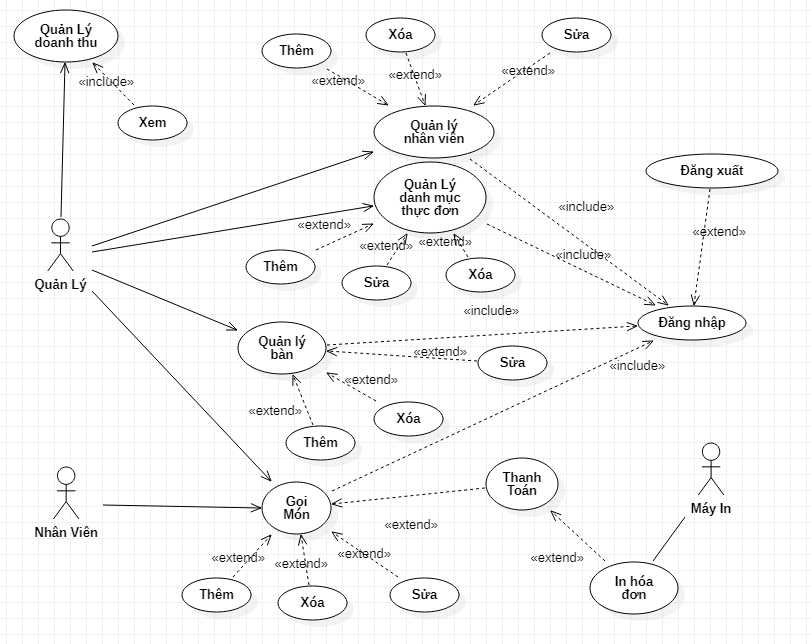 Quản Lý
doanh thu
«include»
Xem
Thêm
Xóa
Sửa
«extend»
«extend»
«extend»
Quản lý
nhân viên
Quản Lý
danh mục
thực đơn
«extend»
«extend»
«extend»
Thêm
Sửa
Xóa
Đăng xuất
«include»
«extend»
«include»
Quản Lý
«include»
Đăng nhập
Quản lý
bàn
«extend»
Sửa
«extend»
«include»
«extend»
Xóa
Thêm
Nhân Viên
Gọi
Món
Thanh
Toán
Máy In
«extend»
«extend»
«extend»
«extend»
«extend»
Thêm
Xóa
Sửa
In hóa
đơn